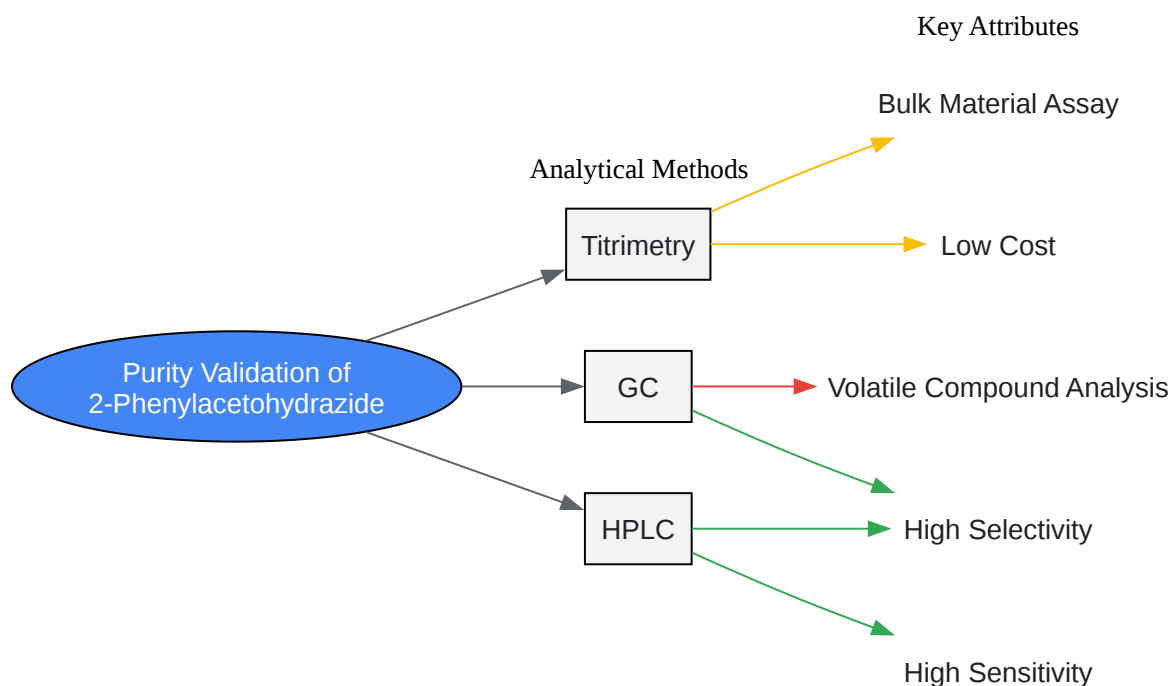 Key Attributes
Bulk Material Assay
Analytical Methods
Titrimetry
Low Cost
Purity Validation of
2-Phenylacetohydrazide
GC
Volatile Compound Analysis
HPLC
High Selectivity
High Sensitivity